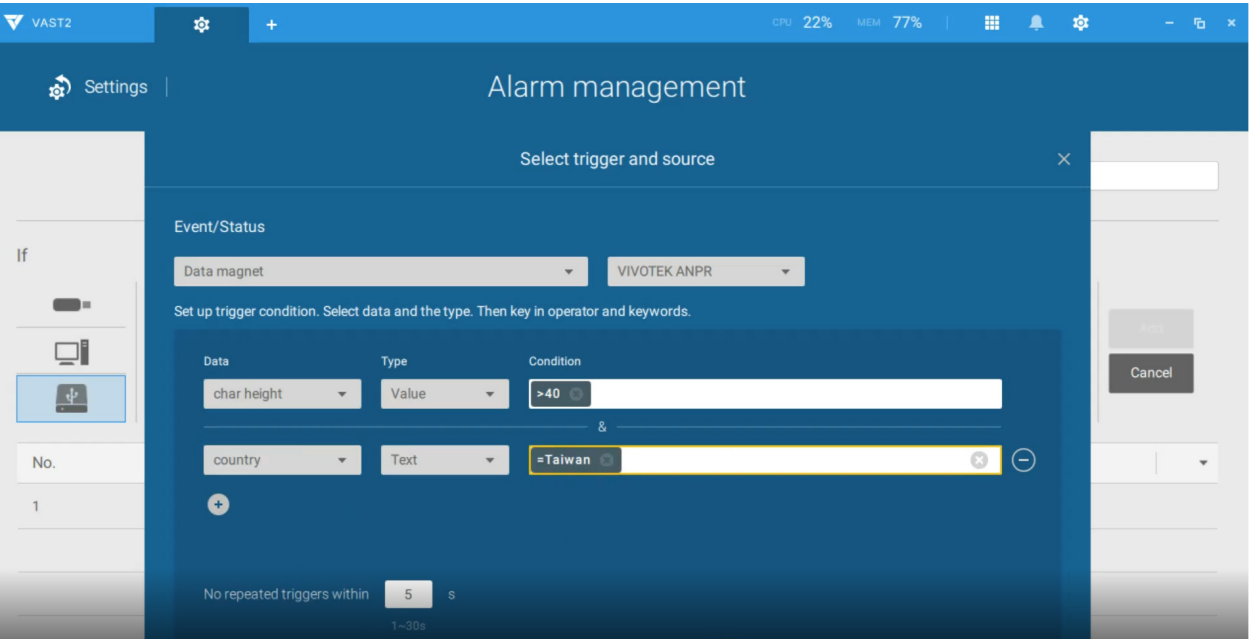 VAST2 + CPU 22% MEM 77%
Settings Alarm management
Select trigger and source
Event/Status
If
Data magnet VIVOTEK ANPR
Set up trigger condition. Select data and the type. Then key in operator and keywords.
Data Type Condition
Cancel
char height Value >40
&
No. country Text =Taiwan
1
No repeated triggers within 5 s
1~30s